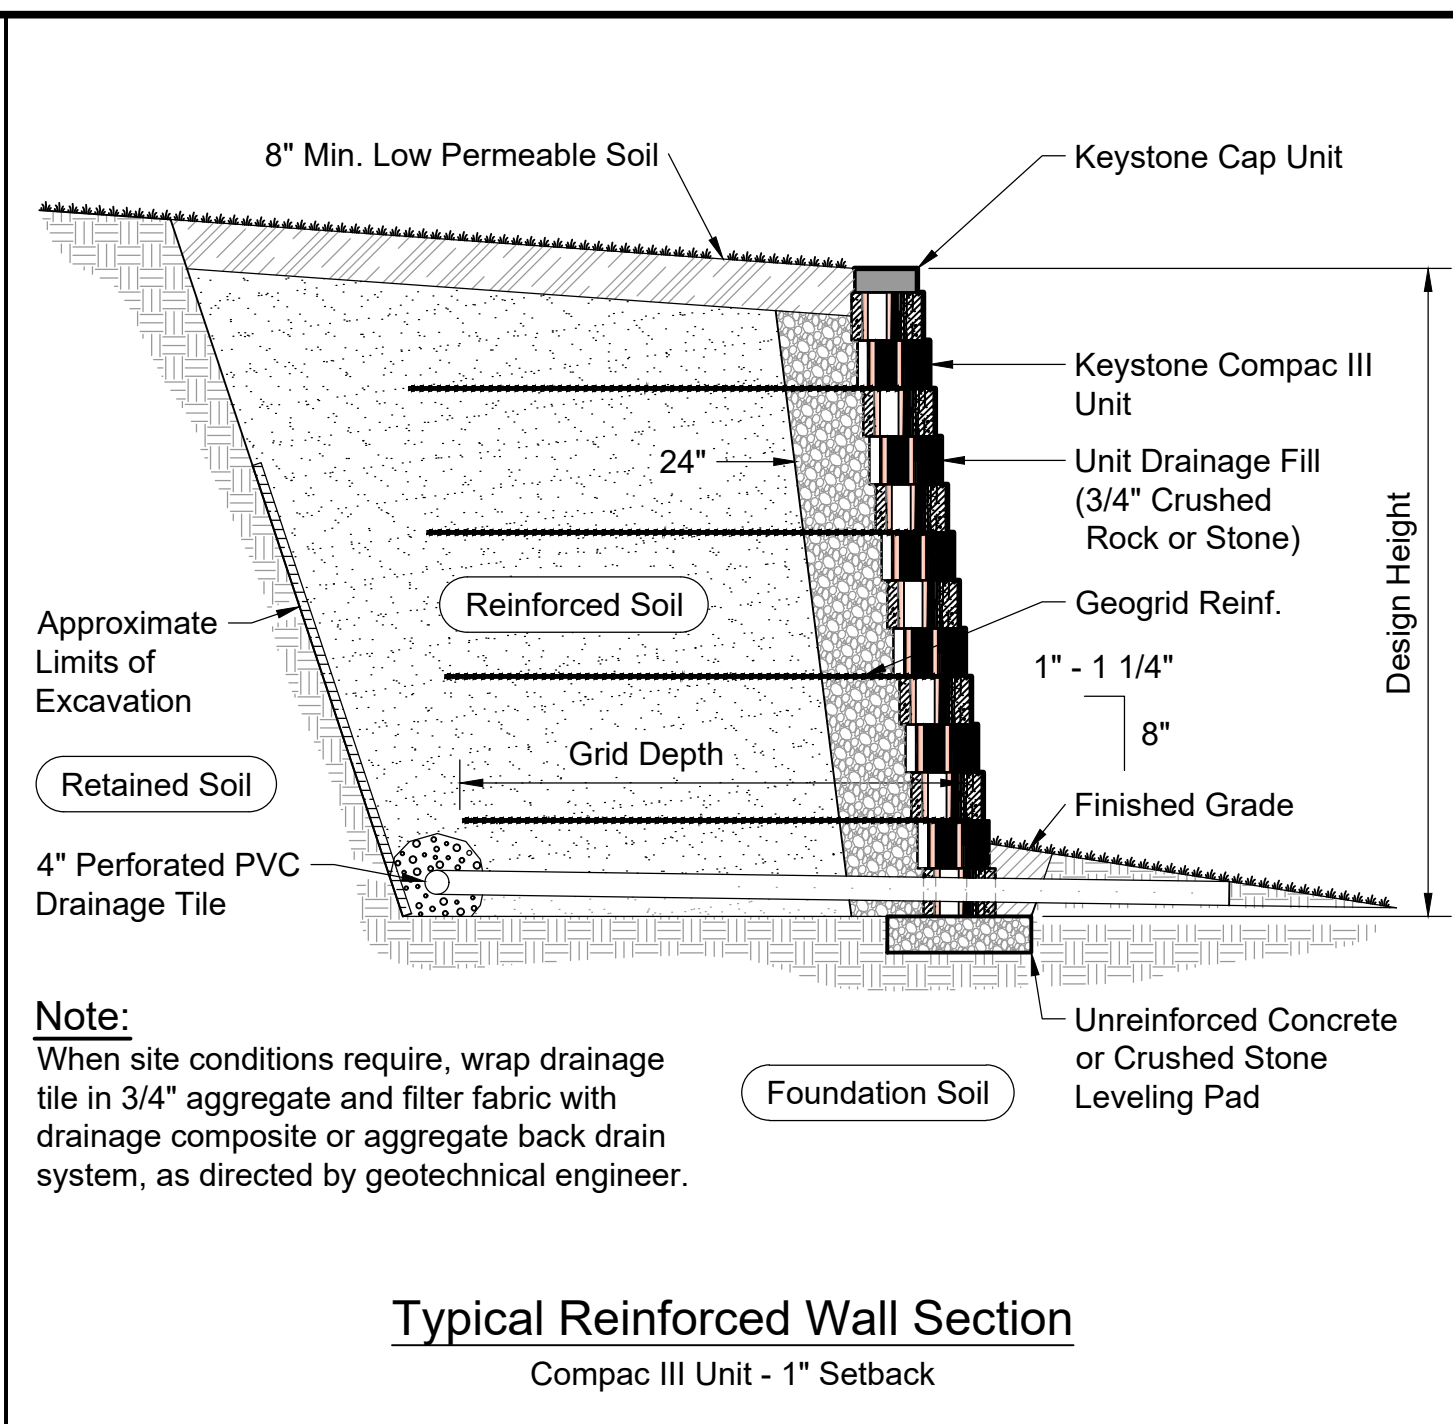 8" Min. Low Permeable Soil
Keystone Cap Unit
Keystone Compac III
Unit
24"
Unit Drainage Fill
(3/4" Crushed
Rock or Stone)
Design Height
Reinforced Soil
Geogrid Reinf.
Approximate
Limits of
Excavation
1" - 1 1/4"
8"
Grid Depth
Retained Soil
Finished Grade
4" Perforated PVC
Drainage Tile
Note:
When site conditions require, wrap drainage
tile in 3/4" aggregate and filter fabric with
drainage composite or aggregate back drain
system, as directed by geotechnical engineer.
Foundation Soil
Unreinforced Concrete
or Crushed Stone
Leveling Pad
Typical Reinforced Wall Section
Compac III Unit - 1" Setback